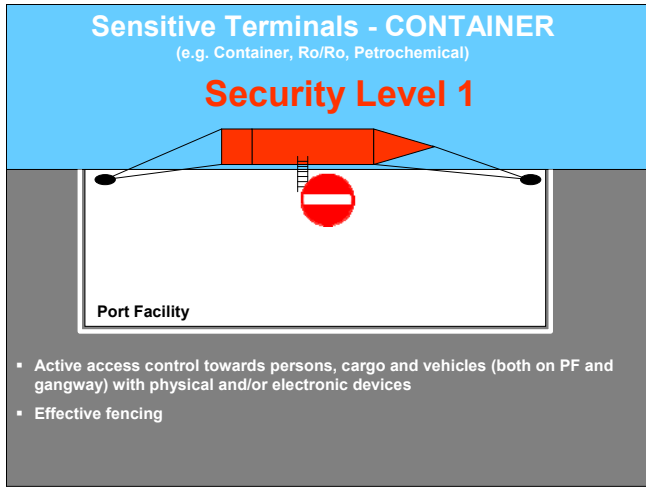 Sensitive Terminals - CONTAINER
(e.g. Container, Ro/Ro, Petrochemical)
Security Level 1
Port Facility
▪ Active access control towards persons, cargo and vehicles (both on PF and
gangway) with physical and/or electronic devices
▪ Effective fencing